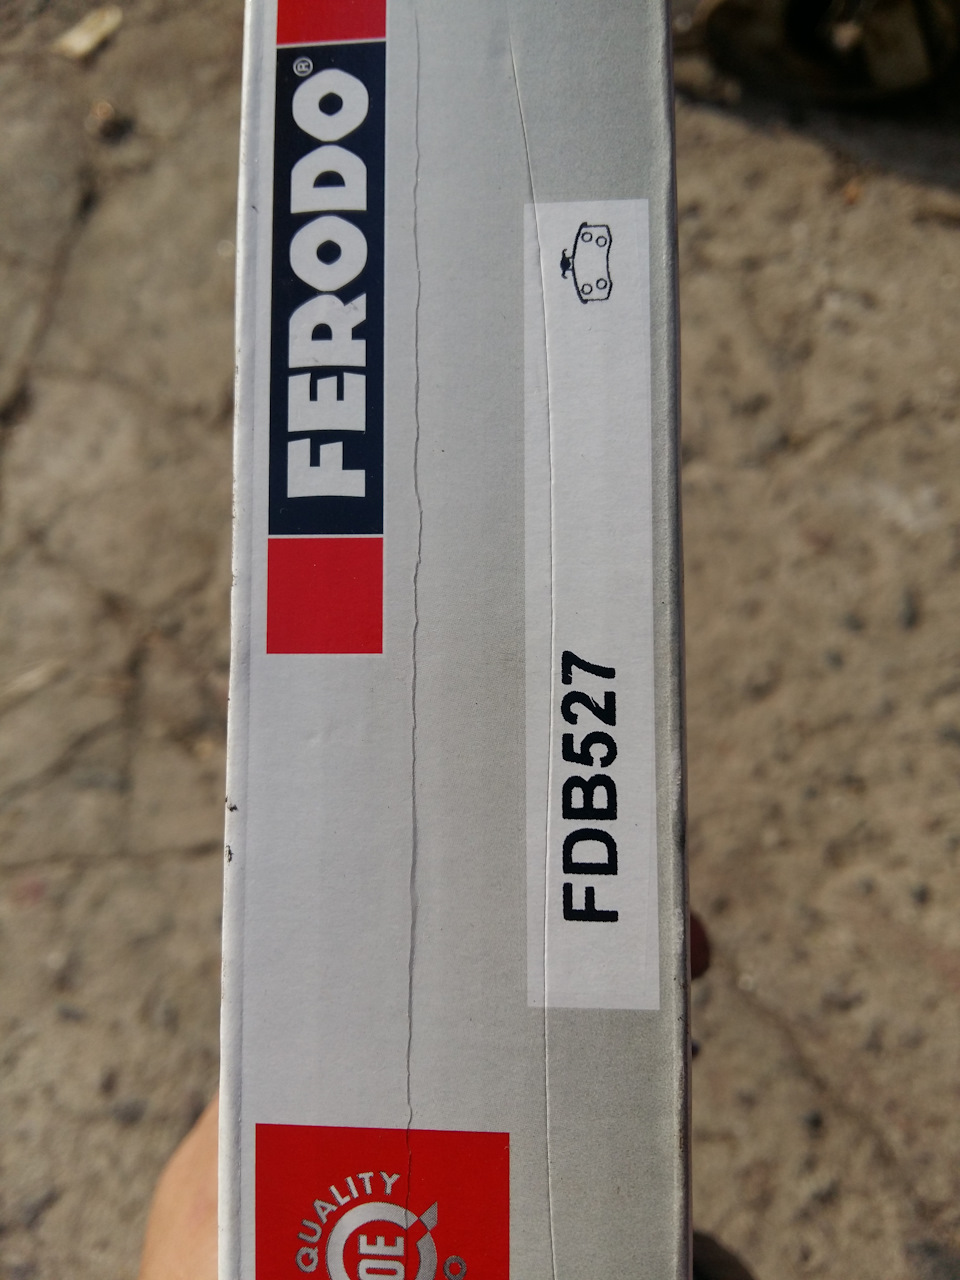 FERODO®
FDB527
QUALITY
OE